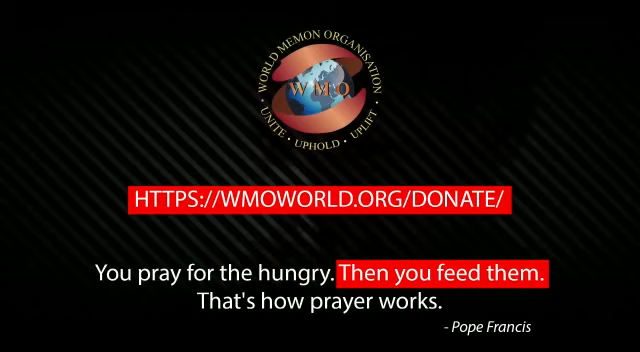 WORLD MEMON ORGANISATION
WMO
UNITE • UPHOLD • UPLIFT
HTTPS://WMOWORLD.ORG/DONATE/
You pray for the hungry. Then you feed them.
That's how prayer works.
- Pope Francis